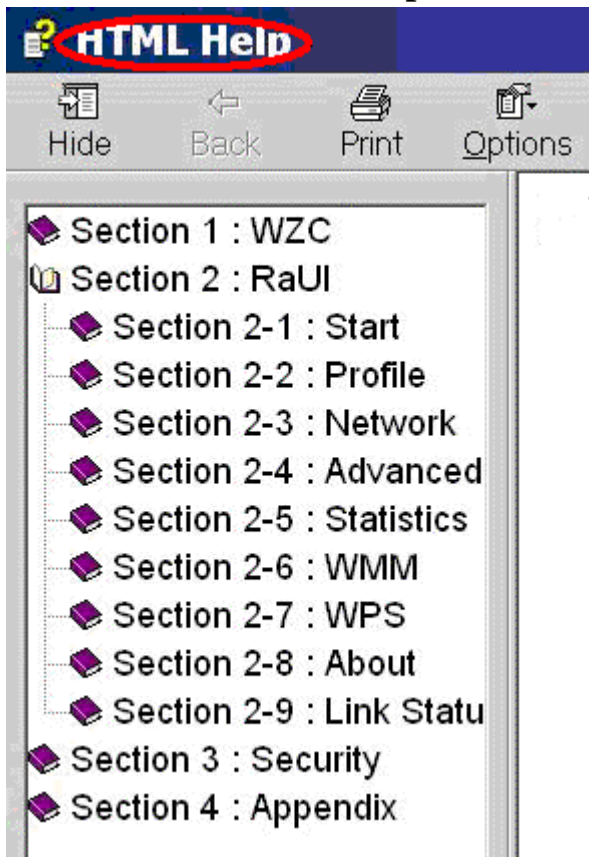 HTML Help
Hide Back Print Options
Section 1 : WZC
Section 2 : RaUI
Section 2-1 : Start
Section 2-2 : Profile
Section 2-3 : Network
Section 2-4 : Advanced
Section 2-5 : Statistics
Section 2-6 : WMM
Section 2-7 : WPS
Section 2-8 : About
Section 2-9 : Link Statu
Section 3 : Security
Section 4 : Appendix